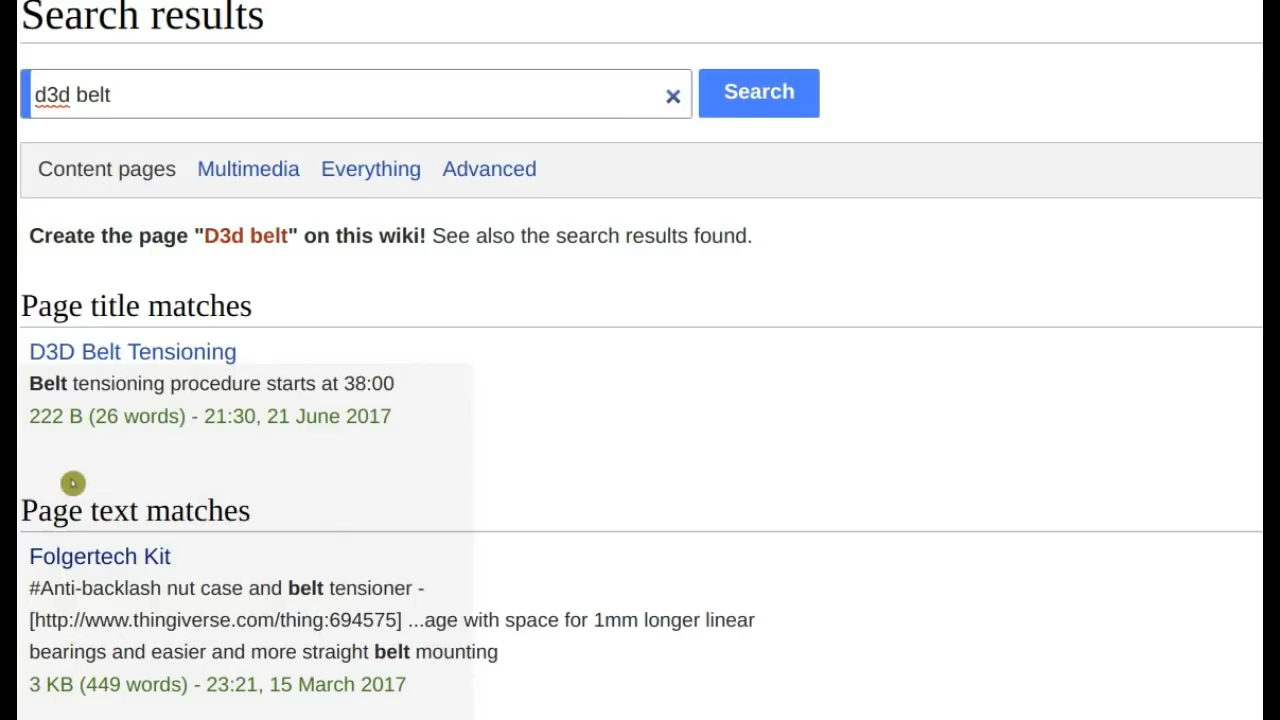 Search results
d3d belt
Search
Content pages Multimedia Everything Advanced
Create the page "D3d belt" on this wiki! See also the search results found.
Page title matches
D3D Belt Tensioning
Belt tensioning procedure starts at 38:00
222 B (26 words) - 21:30, 21 June 2017
Page text matches
Folgertech Kit
#Anti-backlash nut case and belt tensioner -
[http://www.thingiverse.com/thing:694575] ...age with space for 1mm longer linear
bearings and easier and more straight belt mounting
3 KB (449 words) - 23:21, 15 March 2017